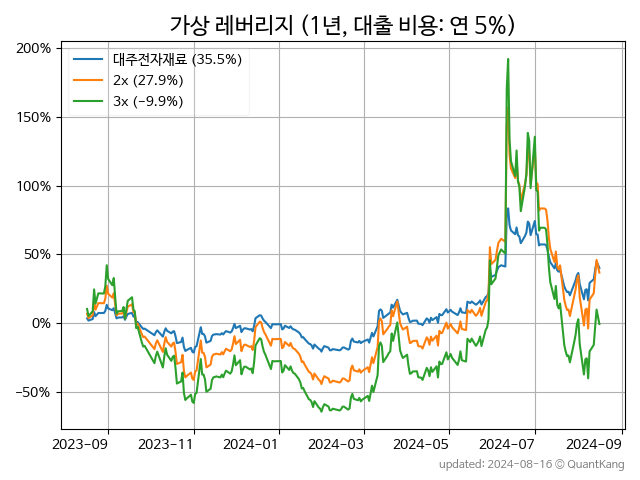 가상 레버리지 (1년, 대출 비용: 연 5%)
200%
150%
100%
50%
0%
−50%
대주전자재료 (35.5%)
2x (27.9%)
3x (−9.9%)
2023-09
2023-11
2024-01
2024-03
2024-05
2024-07
2024-09
updated: 2024-08-16 © QuantKang